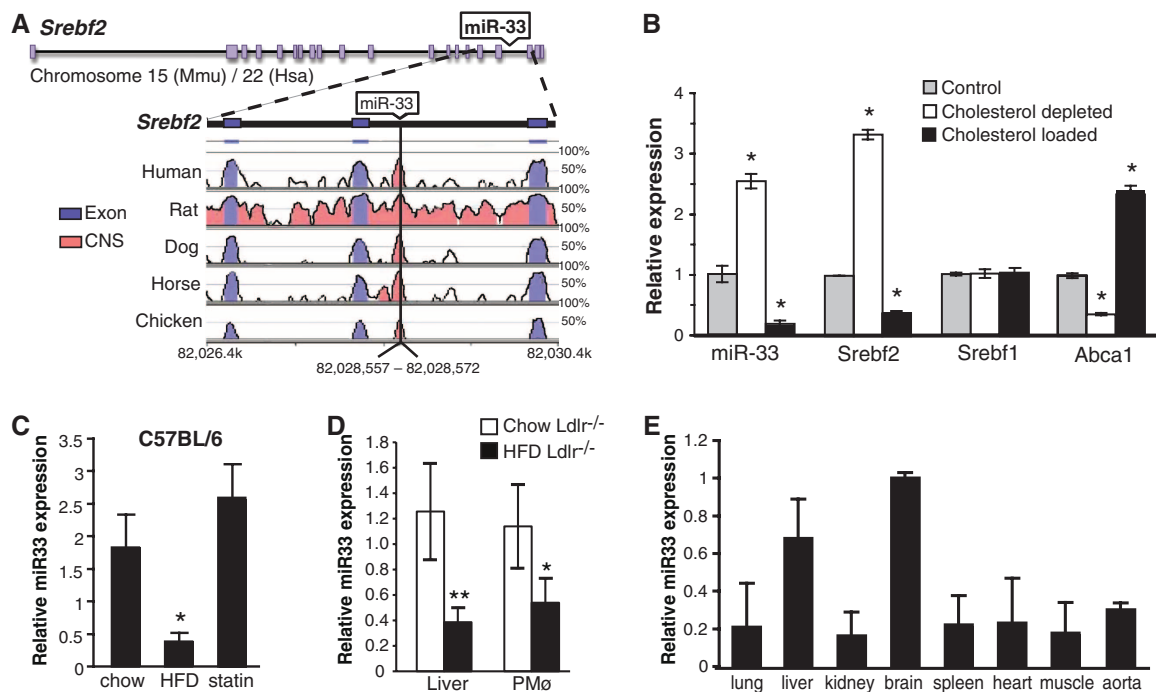 A
Srebf2
miR-33
Chromosome 15 (Mmu) / 22 (Hsa)
miR-33
Srebf2
100%
Human
50%
100%
Rat
50%
100%
Dog
50%
100%
Horse
50%
100%
Chicken
50%
Exon
CNS
82,026.4k
82,030.4k
82,028,557 – 82,028,572
B
Control
Cholesterol depleted
Cholesterol loaded
Relative expression
4
3
2
1
0
* * * * * *
miR-33 Srebf2 Srebf1 Abca1
C
C57BL/6
Relative miR33 expression
3.5
3
2.5
2
1.5
1
0.5
0
*
chow HFD statin
D
Chow Ldlr-/-
HFD Ldlr-/-
Relative miR33 expression
1.8
1.6
1.4
1.2
1.0
0.8
0.6
0.4
0.2
0
** *
Liver PMø
E
Relative miR33 expression
1.2
1
0.8
0.6
0.4
0.2
0
lung liver kidney brain spleen heart muscle aorta